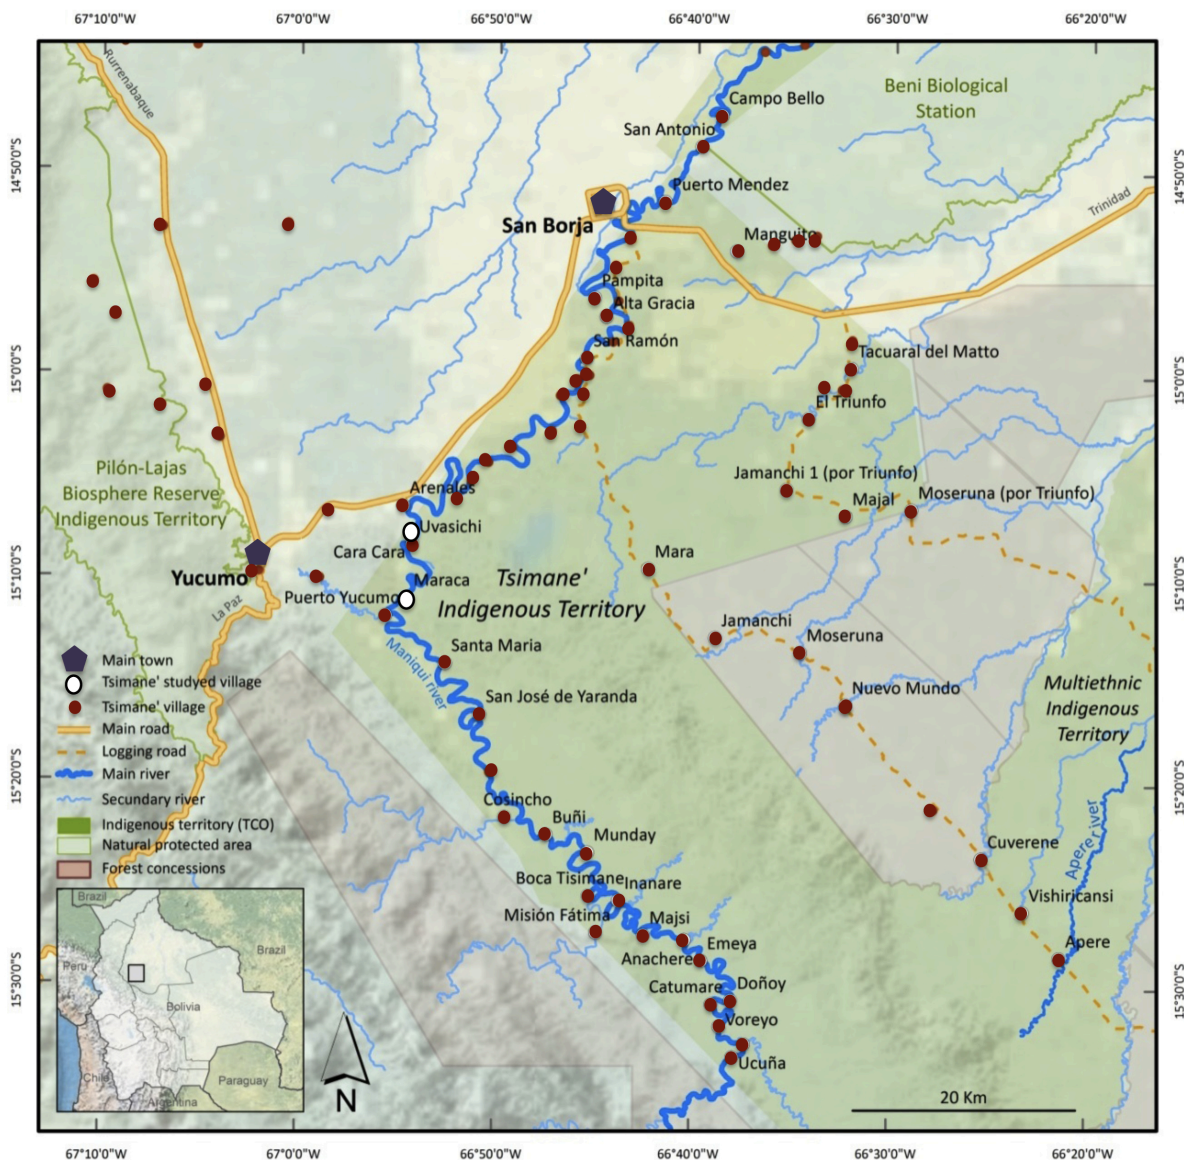 67°10'0"W
67°0'0"W
66°50'0"W
66°40'0"W
66°30'0"W
66°20'0"W
14°50'0"S
15°0'0"S
15°10'0"S
15°20'0"S
15°30'0"S
14°50'0"S
15°0'0"S
15°10'0"S
15°20'0"S
15°30'0"S
Rurrenabaque
Campo Bello
San Antonio
Beni Biological
Station
Puerto Mendez
San Borja
Manguito
Trinidad
Pampita
Alta Gracia
San Ramón
Tacuaral del Matto
El Triunfo
Pilón-Lajas
Biosphere Reserve
Indigenous Territory
Jamanchi 1 (por Triunfo)
Majal
Moseruna (por Triunfo)
Arenales
Uvasichi
Cara Cara
Mara
Yucumo
La Paz
Maraca
Puerto Yucumo
Tsimane'
Indigenous Territory
Jamanchi
Moseruna
Santa Maria
Maniqui river
San José de Yaranda
Nuevo Mundo
Multiethnic
Indigenous
Territory
Main town
Tsimane' studyed village
Tsimane' village
Main road
Logging road
Main river
Secondary river
Indigenous territory (TCO)
Natural protected area
Forest concessions
Cosincho
Buñi
Munday
Cuverene
Apere river
Boca Tisimane
Inanare
Misión Fátima
Majsi
Vishiricansi
Emeya
Anachere
Apere
Catumare
Doñoy
Voreyo
Ucuña
Brazil
Brazil
Peru
Bolivia
Chile
Paraguay
Argentina
N
20 Km
67°10'0"W
67°0'0"W
66°50'0"W
66°40'0"W
66°30'0"W
66°20'0"W